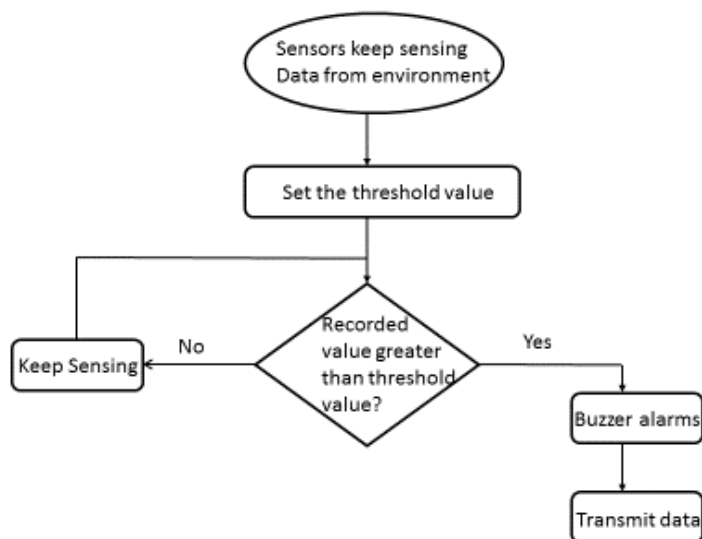 Sensors keep sensing
Data from environment
Set the threshold value
Recorded
value greater
than threshold
value?
No
Yes
Keep Sensing
Buzzer alarms
Transmit data